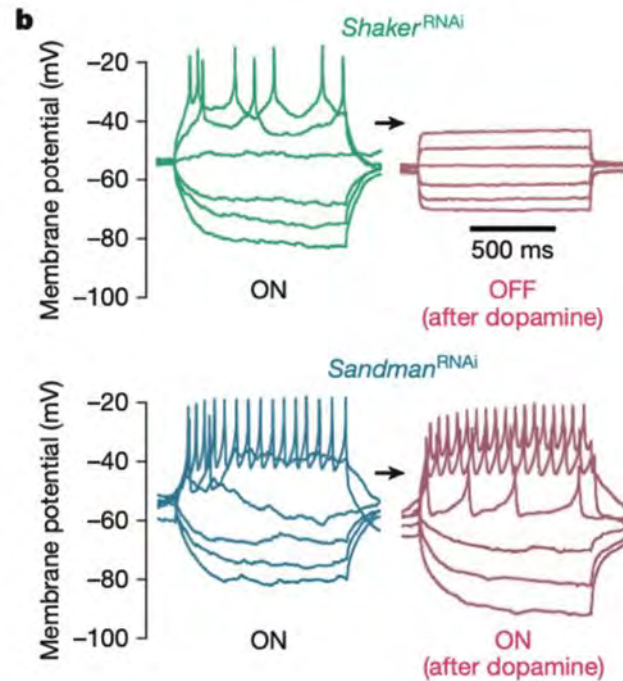 b
Shaker RNAi
Membrane potential (mV)
−20
−40
−60
−80
−100
500 ms
ON
OFF
(after dopamine)
Sandman RNAi
Membrane potential (mV)
−20
−40
−60
−80
−100
ON
ON
(after dopamine)